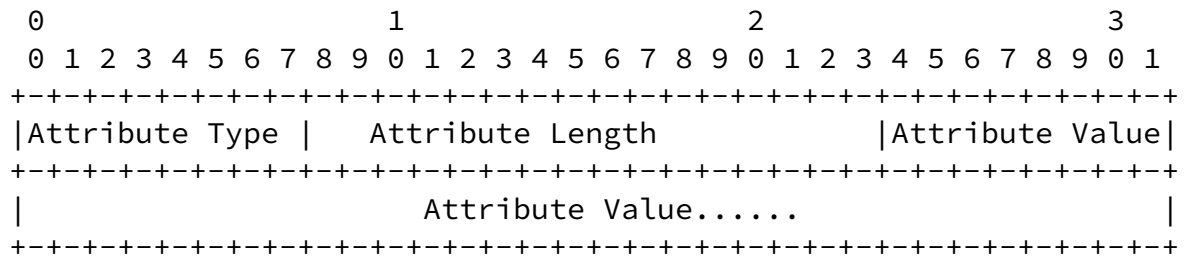 0                   1                   2                   3
 0 1 2 3 4 5 6 7 8 9 0 1 2 3 4 5 6 7 8 9 0 1 2 3 4 5 6 7 8 9 0 1
+-+-+-+-+-+-+-+-+-+-+-+-+-+-+-+-+-+-+-+-+-+-+-+-+-+-+-+-+-+-+-+-+
|Attribute Type |   Attribute Length            |Attribute Value|
+-+-+-+-+-+-+-+-+-+-+-+-+-+-+-+-+-+-+-+-+-+-+-+-+-+-+-+-+-+-+-+-+
|                      Attribute Value......                    |
+-+-+-+-+-+-+-+-+-+-+-+-+-+-+-+-+-+-+-+-+-+-+-+-+-+-+-+-+-+-+-+-+